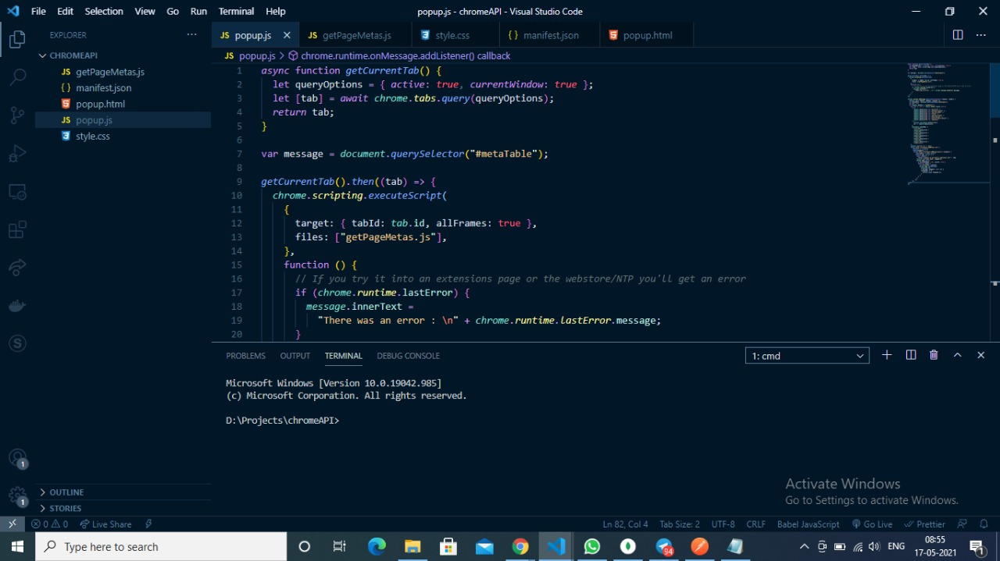 File Edit Selection View Go Run Terminal Help popup.js - chromeAPI - Visual Studio Code
EXPLORER
CHROMEAPI
JS getPageMetas.js
{} manifest.json
popup.html
JS popup.js
style.css
OUTLINE
STORIES
JS popup.js JS getPageMetas.js style.css {} manifest.json popup.html
JS popup.js > chrome.runtime.onMessage.addListener() callback
1 async function getCurrentTab() {
2 let queryOptions = { active: true, currentWindow: true };
3 let [tab] = await chrome.tabs.query(queryOptions);
4 return tab;
5 }
6
7 var message = document.querySelector("#metaTable");
8
9 getCurrentTab().then((tab) => {
10 chrome.scripting.executeScript(
11 {
12 target: { tabId: tab.id, allFrames: true },
13 files: ["getPageMetas.js"],
14 },
15 function () {
16 // If you try it into an extensions page or the webstore/NTP you'll get an error
17 if (chrome.runtime.lastError) {
18 message.innerText =
19 "There was an error : \n" + chrome.runtime.lastError.message;
20 }
PROBLEMS OUTPUT TERMINAL DEBUG CONSOLE 1: cmd
Microsoft Windows [Version 10.0.19042.985]
(c) Microsoft Corporation. All rights reserved.
D:\Projects\chromeAPI>
Activate Windows
Go to Settings to activate Windows.
1
1
0 0 Live Share Ln 82, Col 4 Tab Size: 2 UTF-8 CRLF Babel JavaScript Go Live Prettier
Type here to search 94 ENG 08:55
17-05-2021 1